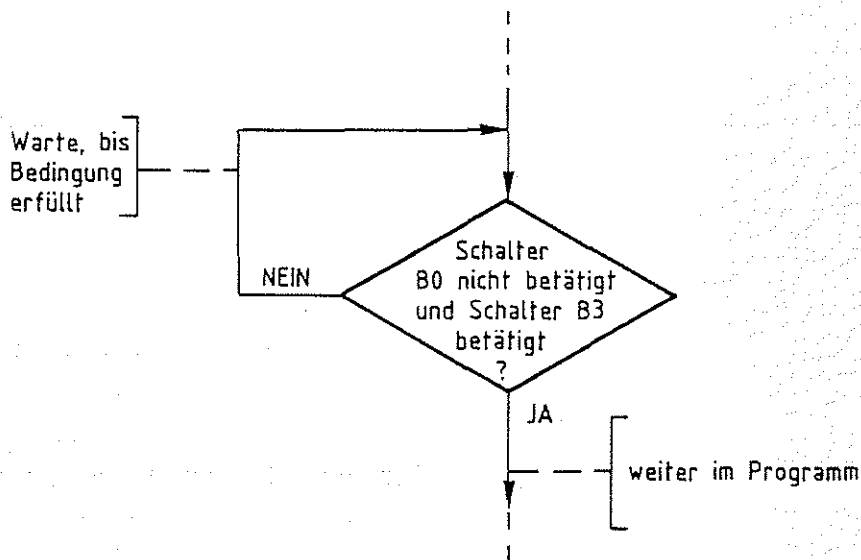 Warte, bis
Bedingung
erfüllt
Schalter
B0 nicht betätigt
und Schalter B3
betätigt
?
NEIN
JA
weiter im Programm